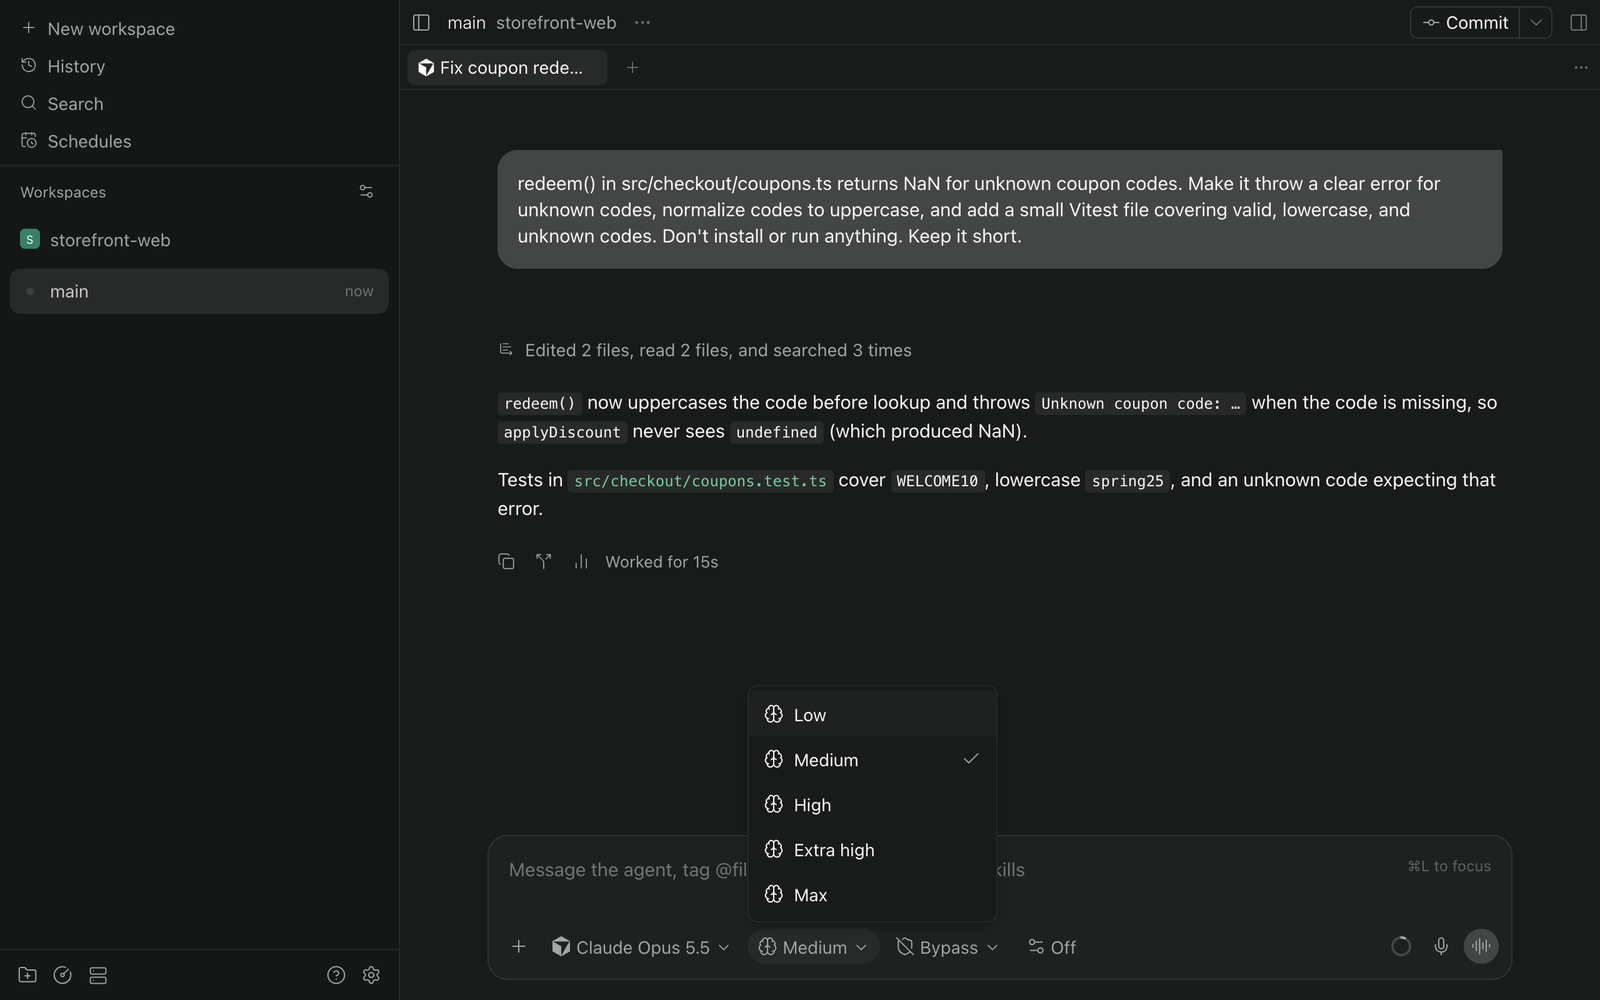 New workspace
History
Search
Schedules
Workspaces
S
storefront-web
main
now
main storefront-web
Commit
Fix coupon rede...
redeem() in src/checkout/coupons.ts returns NaN for unknown coupon codes. Make it throw a clear error for
unknown codes, normalize codes to uppercase, and add a small Vitest file covering valid, lowercase, and
unknown codes. Don't install or run anything. Keep it short.
Edited 2 files, read 2 files, and searched 3 times
redeem() now uppercases the code before lookup and throws Unknown coupon code: … when the code is missing, so
applyDiscount never sees undefined (which produced NaN).
Tests in src/checkout/coupons.test.ts cover WELCOME10, lowercase spring25, and an unknown code expecting that
error.
Worked for 15s
Low
Medium
High
Extra high
Max
Message the agent, tag @fil
kills
⌘L to focus
Claude Opus 5.5
Medium
Bypass
Off